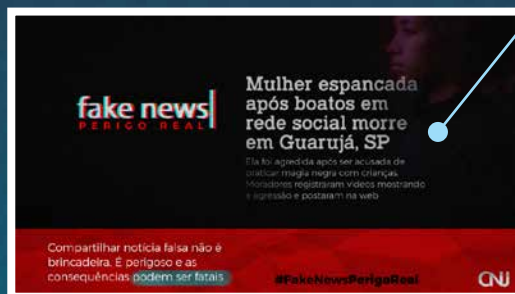 fake news
PERIGO REAL
Mulher espancada
após boatos em
rede social morre
em Guarujá, SP
Ela foi agredida após ser acusada de
praticar magia negra com crianças.
Moradores registraram vídeos mostrando
a agressão e postaram na web
Compartilhar notícia falsa não é
brincadeira. É perigoso e as
consequências podem ser fatais
#FakeNewsPerigoReal
CNJ